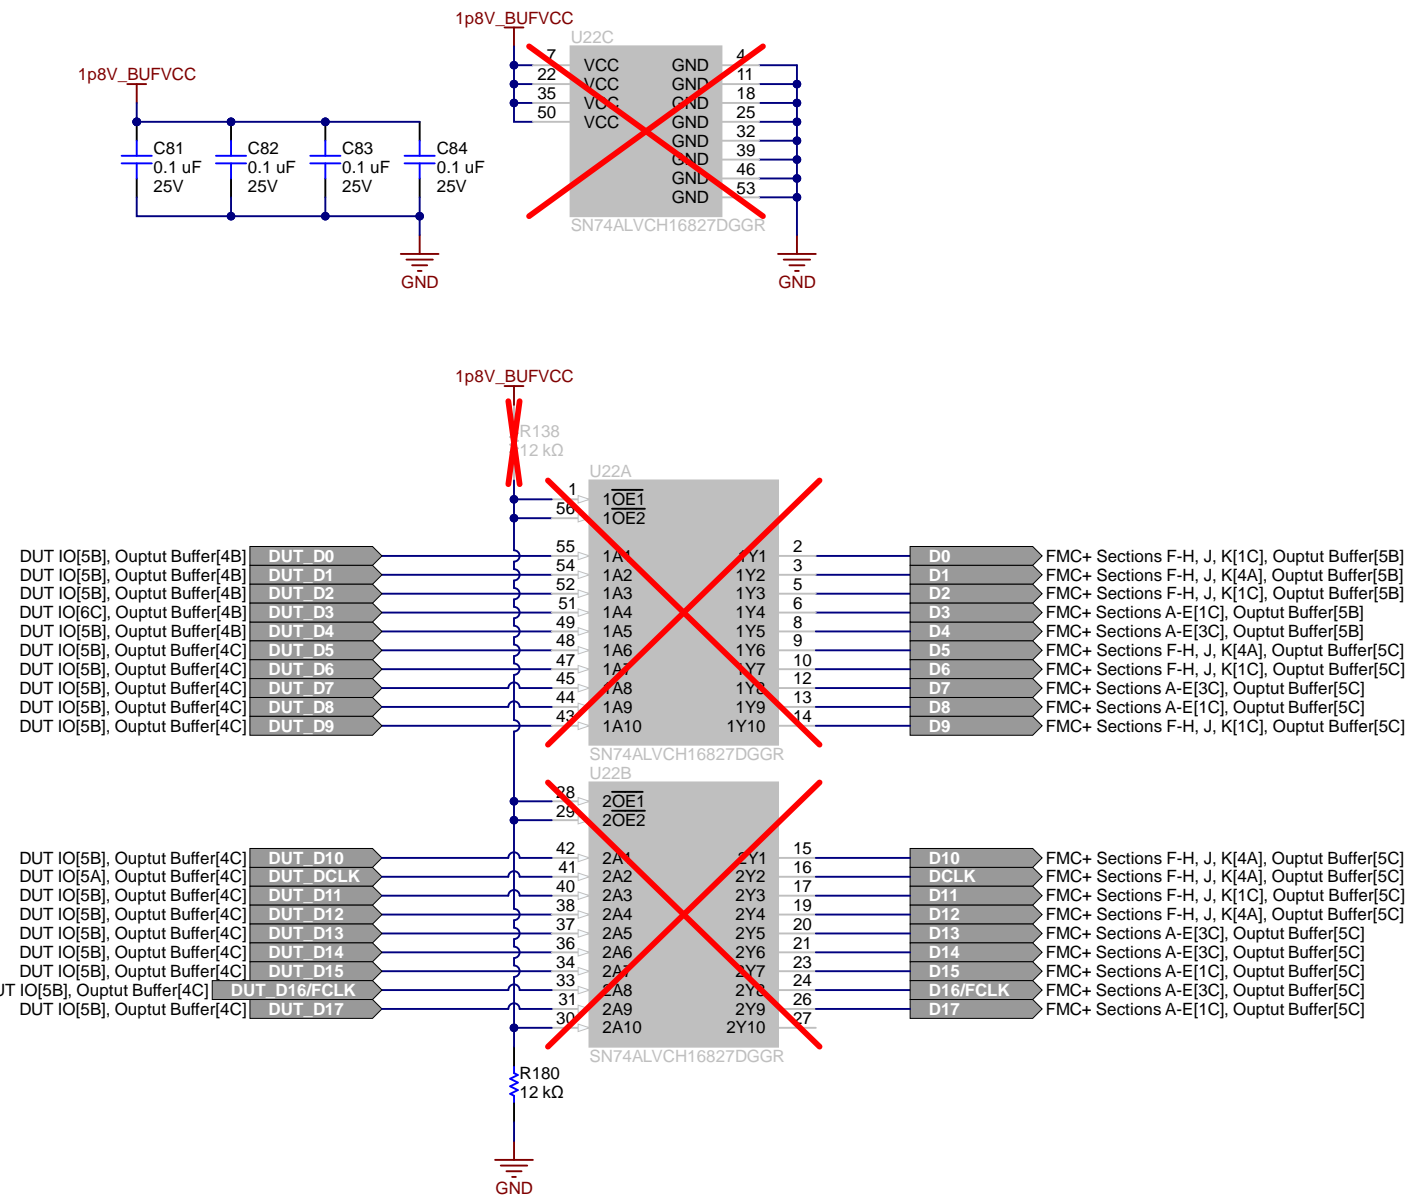 1p8V_BUFVCC
U22C
7 VCC GND 4
22 VCC GND 11
35 VCC GND 18
50 VCC GND 25
GND 32
GND 39
GND 46
GND 53
SN74ALVCH16827DGGR
GND
1p8V_BUFVCC
C81 C82 C83 C84
0.1 uF 0.1 uF 0.1 uF 0.1 uF
25V 25V 25V 25V
GND
1p8V_BUFVCC
R138
12 kΩ
U22A
1 1OE1
56 1OE2
DUT IO[5B], Ouptut Buffer[4B] DUT_D0 55 1A1 1Y1 2 D0 FMC+ Sections F-H, J, K[1C], Ouptut Buffer[5B]
DUT IO[5B], Ouptut Buffer[4B] DUT_D1 54 1A2 1Y2 3 D1 FMC+ Sections F-H, J, K[4A], Ouptut Buffer[5B]
DUT IO[5B], Ouptut Buffer[4B] DUT_D2 52 1A3 1Y3 5 D2 FMC+ Sections F-H, J, K[1C], Ouptut Buffer[5B]
DUT IO[6C], Ouptut Buffer[4B] DUT_D3 51 1A4 1Y4 6 D3 FMC+ Sections A-E[1C], Ouptut Buffer[5B]
DUT IO[5B], Ouptut Buffer[4B] DUT_D4 49 1A5 1Y5 8 D4 FMC+ Sections A-E[3C], Ouptut Buffer[5B]
DUT IO[5B], Ouptut Buffer[4C] DUT_D5 48 1A6 1Y6 9 D5 FMC+ Sections F-H, J, K[4A], Ouptut Buffer[5C]
DUT IO[5B], Ouptut Buffer[4C] DUT_D6 47 1A7 1Y7 10 D6 FMC+ Sections F-H, J, K[1C], Ouptut Buffer[5C]
DUT IO[5B], Ouptut Buffer[4C] DUT_D7 45 1A8 1Y8 12 D7 FMC+ Sections A-E[3C], Ouptut Buffer[5C]
DUT IO[5B], Ouptut Buffer[4C] DUT_D8 44 1A9 1Y9 13 D8 FMC+ Sections A-E[1C], Ouptut Buffer[5C]
DUT IO[5B], Ouptut Buffer[4C] DUT_D9 43 1A10 1Y10 14 D9 FMC+ Sections F-H, J, K[1C], Ouptut Buffer[5C]
SN74ALVCH16827DGGR
U22B
28 2OE1
29 2OE2
DUT IO[5B], Ouptut Buffer[4C] DUT_D10 42 2A1 2Y1 15 D10 FMC+ Sections F-H, J, K[4A], Ouptut Buffer[5C]
DUT IO[5A], Ouptut Buffer[4C] DUT_DCLK 41 2A2 2Y2 16 DCLK FMC+ Sections F-H, J, K[4A], Ouptut Buffer[5C]
DUT IO[5B], Ouptut Buffer[4C] DUT_D11 40 2A3 2Y3 17 D11 FMC+ Sections F-H, J, K[1C], Ouptut Buffer[5C]
DUT IO[5B], Ouptut Buffer[4C] DUT_D12 38 2A4 2Y4 19 D12 FMC+ Sections F-H, J, K[4A], Ouptut Buffer[5C]
DUT IO[5B], Ouptut Buffer[4C] DUT_D13 37 2A5 2Y5 20 D13 FMC+ Sections A-E[3C], Ouptut Buffer[5C]
DUT IO[5B], Ouptut Buffer[4C] DUT_D14 36 2A6 2Y6 21 D14 FMC+ Sections A-E[3C], Ouptut Buffer[5C]
DUT IO[5B], Ouptut Buffer[4C] DUT_D15 34 2A7 2Y7 23 D15 FMC+ Sections A-E[1C], Ouptut Buffer[5C]
UT IO[5B], Ouptut Buffer[4C] DUT_D16/FCLK 33 2A8 2Y8 24 D16/FCLK FMC+ Sections A-E[3C], Ouptut Buffer[5C]
DUT IO[5B], Ouptut Buffer[4C] DUT_D17 31 2A9 2Y9 26 D17 FMC+ Sections A-E[1C], Ouptut Buffer[5C]
30 2A10 2Y10 27
SN74ALVCH16827DGGR
R180
12 kΩ
GND